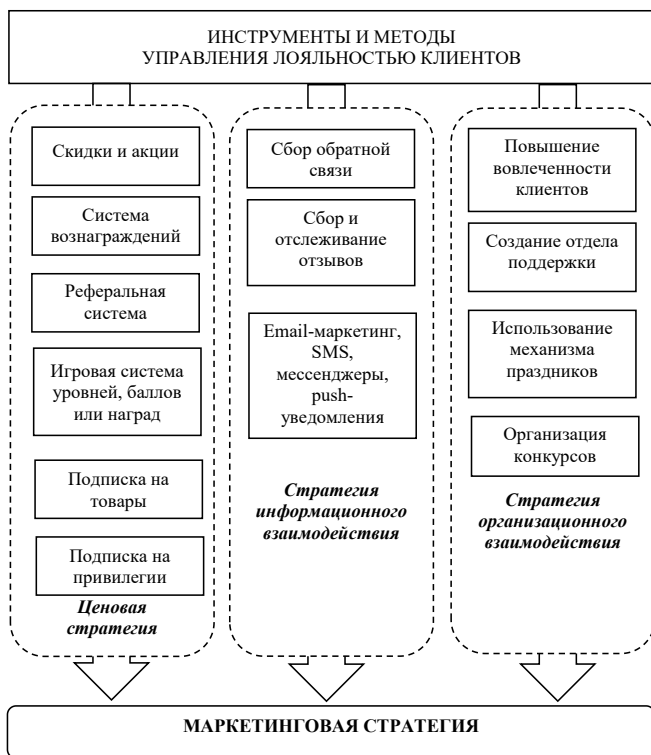 ИНСТРУМЕНТЫ И МЕТОДЫ
УПРАВЛЕНИЯ ЛОЯЛЬНОСТЬЮ КЛИЕНТОВ
Скидки и акции
Система
вознаграждений
Реферальная
система
Игровая система
уровней, баллов
или наград
Подписка на
товары
Подписка на
привилегии
Ценовая
стратегия
Сбор обратной
связи
Сбор и
отслеживание
отзывов
Email-маркетинг,
SMS,
мессенджеры,
push-
уведомления
Стратегия
информационного
взаимодействия
Повышение
вовлеченности
клиентов
Создание отдела
поддержки
Использование
механизма
праздников
Организация
конкурсов
Стратегия
организационного
взаимодействия
МАРКЕТИНГОВАЯ СТРАТЕГИЯ